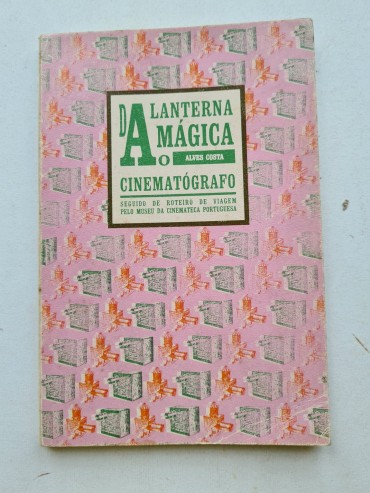 DA LANTERNA
MÁGICA
AO ALVES COSTA
CINEMATÓGRAFO
SEGUIDO DE ROTEIRO DE VIAGEM
PELO MUSEU DA CINEMATECA PORTUGUESA